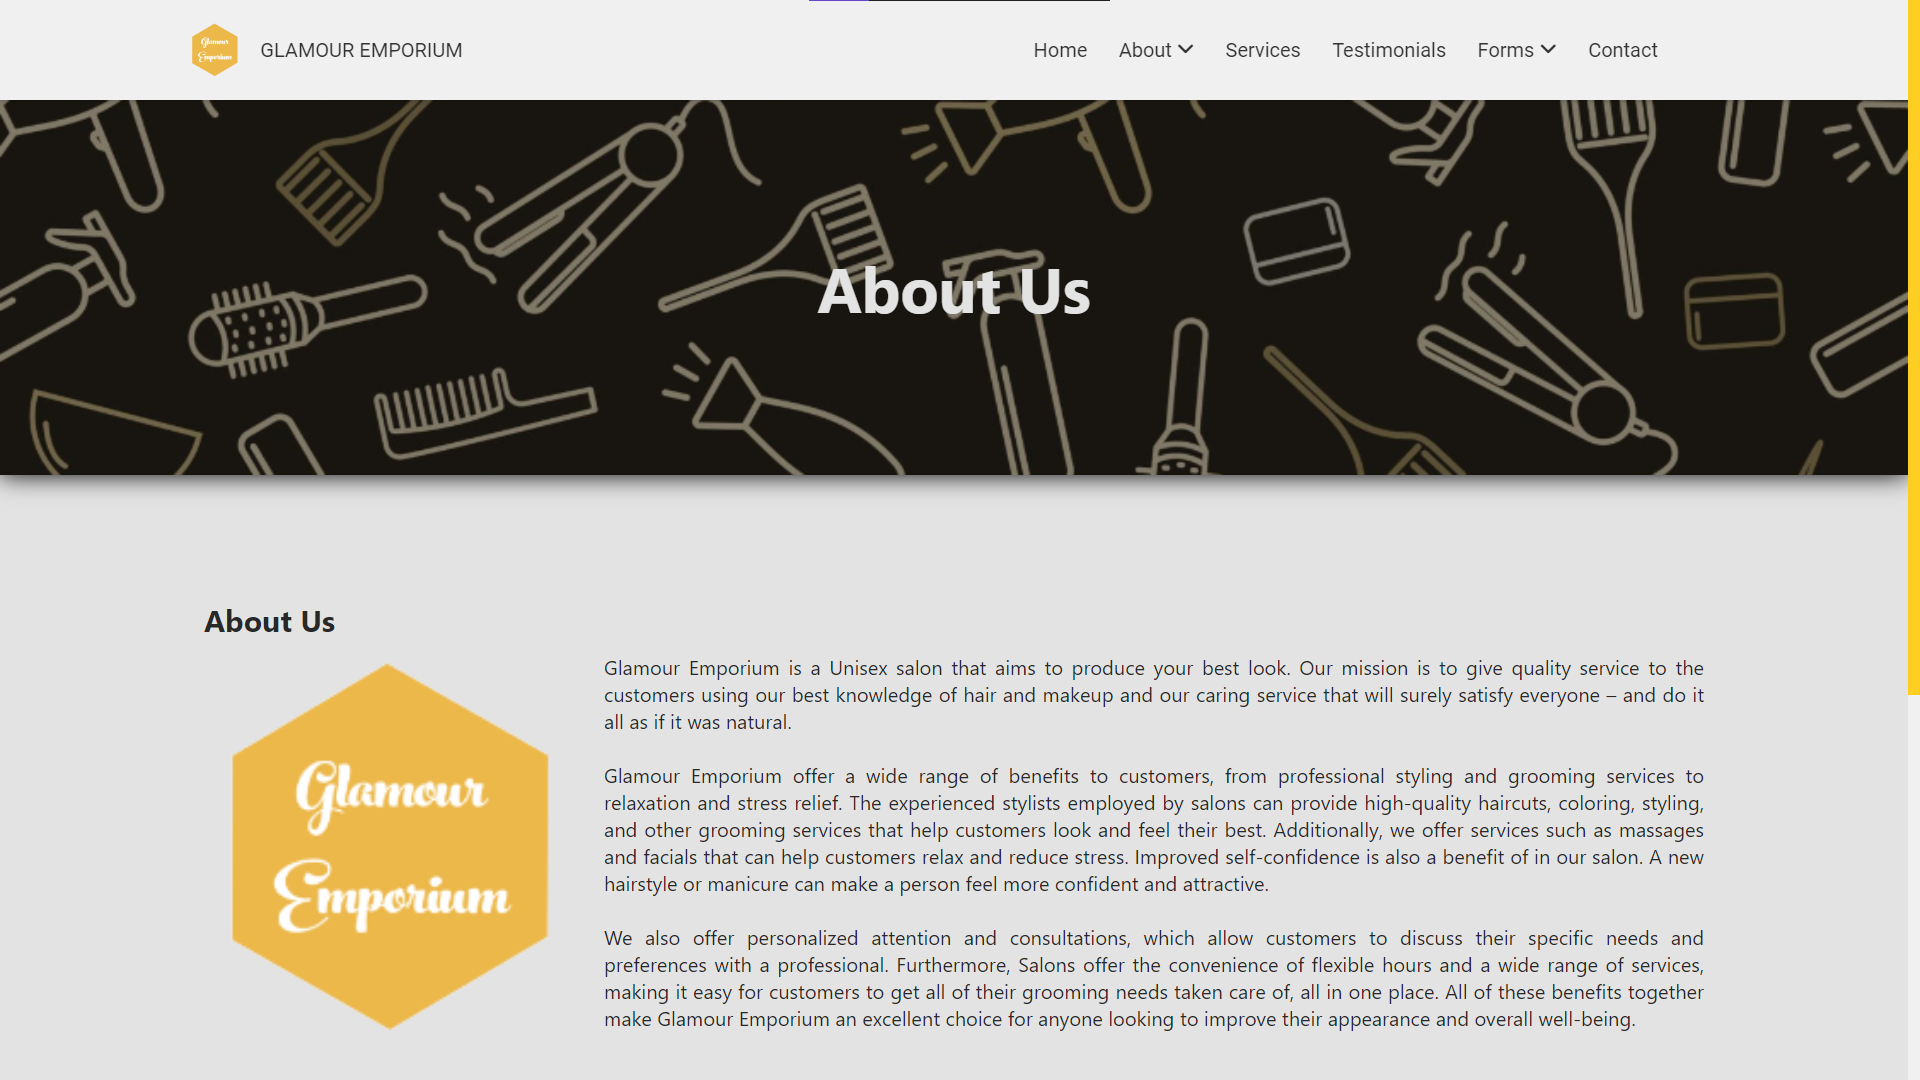 Glamour
Emporium
GLAMOUR EMPORIUM
Home About Services Testimonials Forms Contact
About Us
About Us
Glamour
Emporium
Glamour Emporium is a Unisex salon that aims to produce your best look. Our mission is to give quality service to the
customers using our best knowledge of hair and makeup and our caring service that will surely satisfy everyone – and do it
all as if it was natural.
Glamour Emporium offer a wide range of benefits to customers, from professional styling and grooming services to
relaxation and stress relief. The experienced stylists employed by salons can provide high-quality haircuts, coloring, styling,
and other grooming services that help customers look and feel their best. Additionally, we offer services such as massages
and facials that can help customers relax and reduce stress. Improved self-confidence is also a benefit of in our salon. A new
hairstyle or manicure can make a person feel more confident and attractive.
We also offer personalized attention and consultations, which allow customers to discuss their specific needs and
preferences with a professional. Furthermore, Salons offer the convenience of flexible hours and a wide range of services,
making it easy for customers to get all of their grooming needs taken care of, all in one place. All of these benefits together
make Glamour Emporium an excellent choice for anyone looking to improve their appearance and overall well-being.